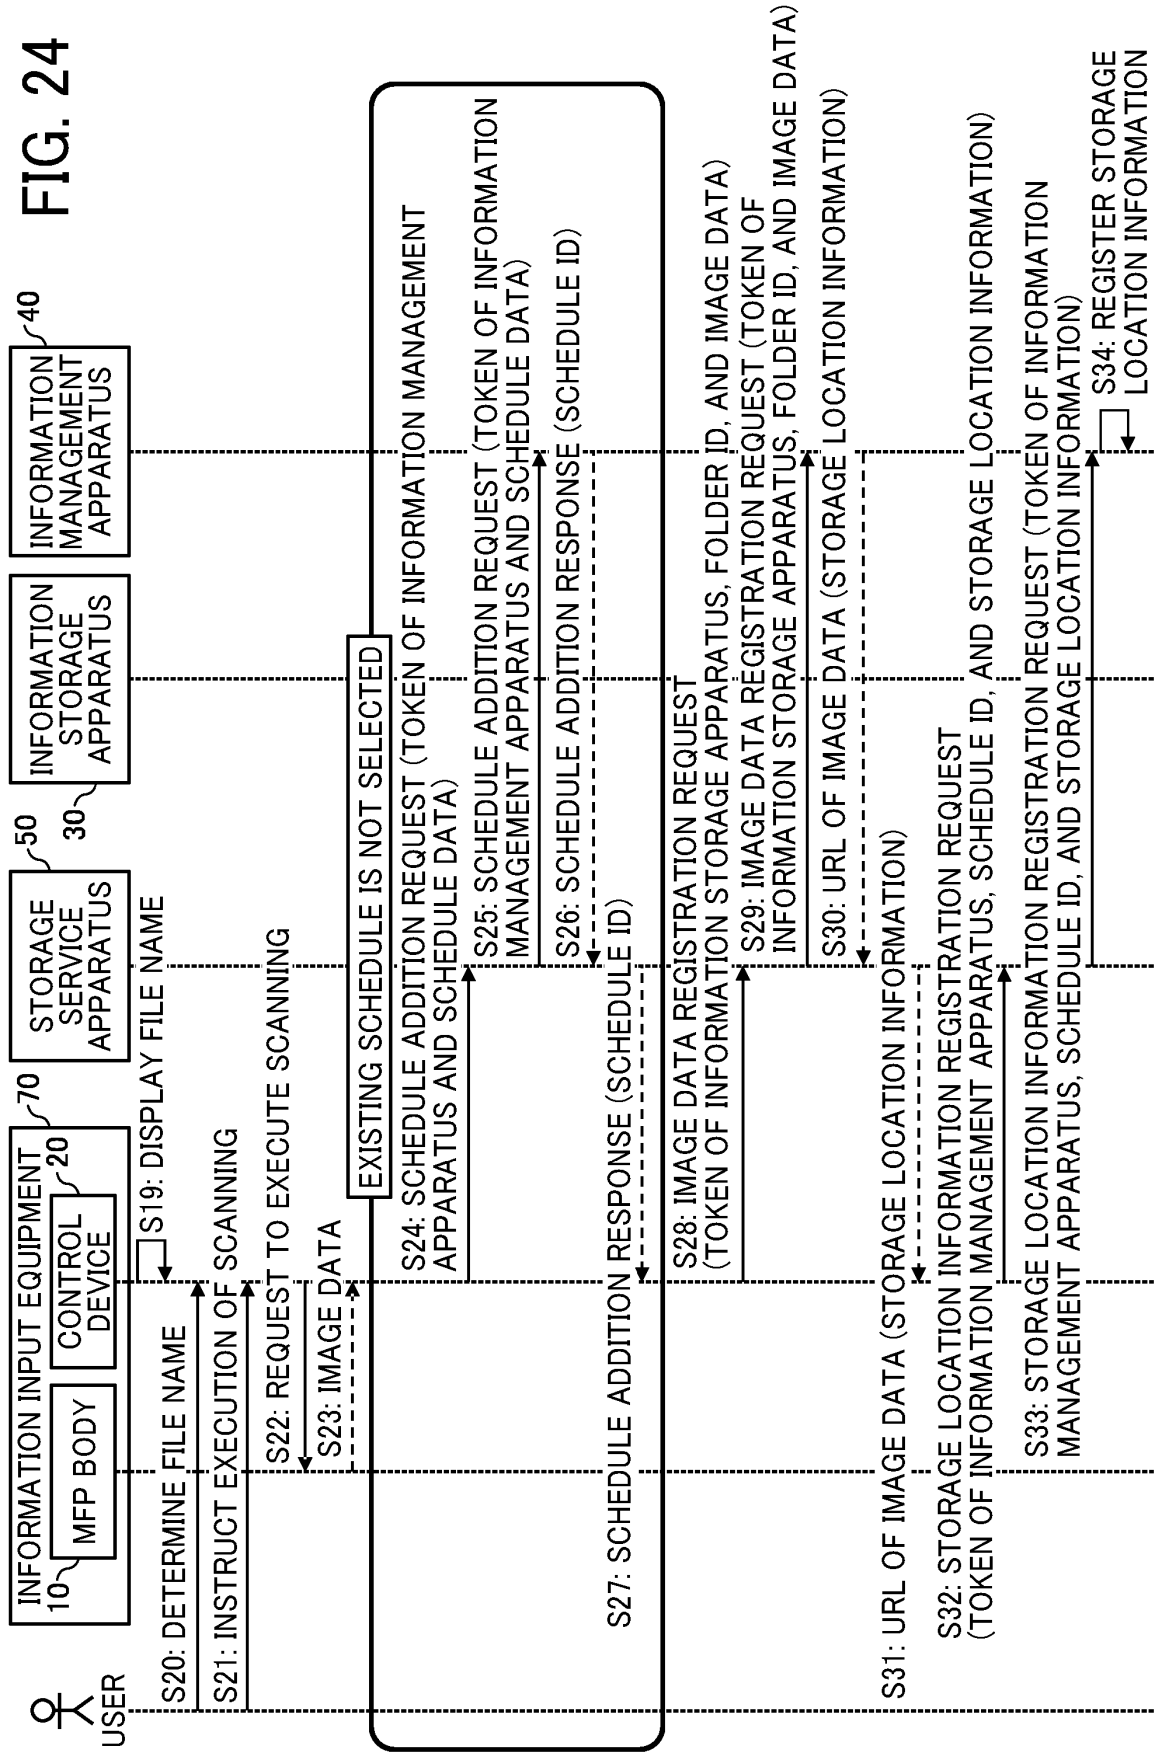 FIG. 24
USER
INFORMATION INPUT EQUIPMENT
70
10
MFP BODY
20
CONTROL
DEVICE
STORAGE
SERVICE
APPARATUS
50
INFORMATION
STORAGE
APPARATUS
30
INFORMATION
MANAGEMENT
APPARATUS
40
S19: DISPLAY FILE NAME
S20: DETERMINE FILE NAME
S21: INSTRUCT EXECUTION OF SCANNING
S22: REQUEST TO EXECUTE SCANNING
S23: IMAGE DATA
EXISTING SCHEDULE IS NOT SELECTED
S24: SCHEDULE ADDITION REQUEST (TOKEN OF INFORMATION MANAGEMENT
APPARATUS AND SCHEDULE DATA)
S25: SCHEDULE ADDITION REQUEST (TOKEN OF INFORMATION
MANAGEMENT APPARATUS AND SCHEDULE DATA)
S26: SCHEDULE ADDITION RESPONSE (SCHEDULE ID)
S27: SCHEDULE ADDITION RESPONSE (SCHEDULE ID)
S28: IMAGE DATA REGISTRATION REQUEST
(TOKEN OF INFORMATION STORAGE APPARATUS, FOLDER ID, AND IMAGE DATA)
S29: IMAGE DATA REGISTRATION REQUEST (TOKEN OF
INFORMATION STORAGE APPARATUS, FOLDER ID, AND IMAGE DATA)
S30: URL OF IMAGE DATA (STORAGE LOCATION INFORMATION)
S31: URL OF IMAGE DATA (STORAGE LOCATION INFORMATION)
S32: STORAGE LOCATION INFORMATION REGISTRATION REQUEST
(TOKEN OF INFORMATION MANAGEMENT APPARATUS, SCHEDULE ID, AND STORAGE LOCATION INFORMATION)
S33: STORAGE LOCATION INFORMATION REGISTRATION REQUEST (TOKEN OF INFORMATION
MANAGEMENT APPARATUS, SCHEDULE ID, AND STORAGE LOCATION INFORMATION)
S34: REGISTER STORAGE
LOCATION INFORMATION